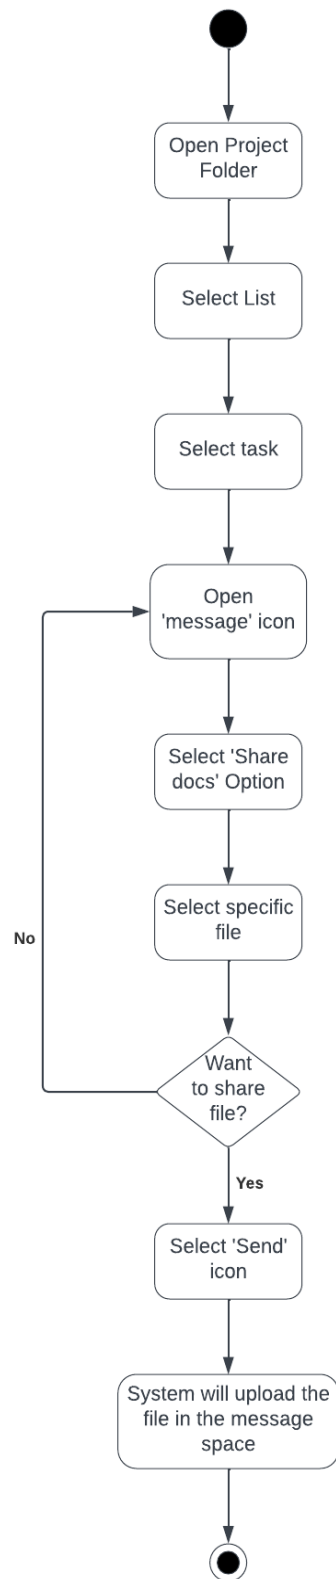 Open Project
Folder
Select List
Select task
Open
'message' icon
Select 'Share
docs' Option
Select specific
file
No
Want
to share
file?
Yes
Select 'Send'
icon
System will upload the
file in the message
space